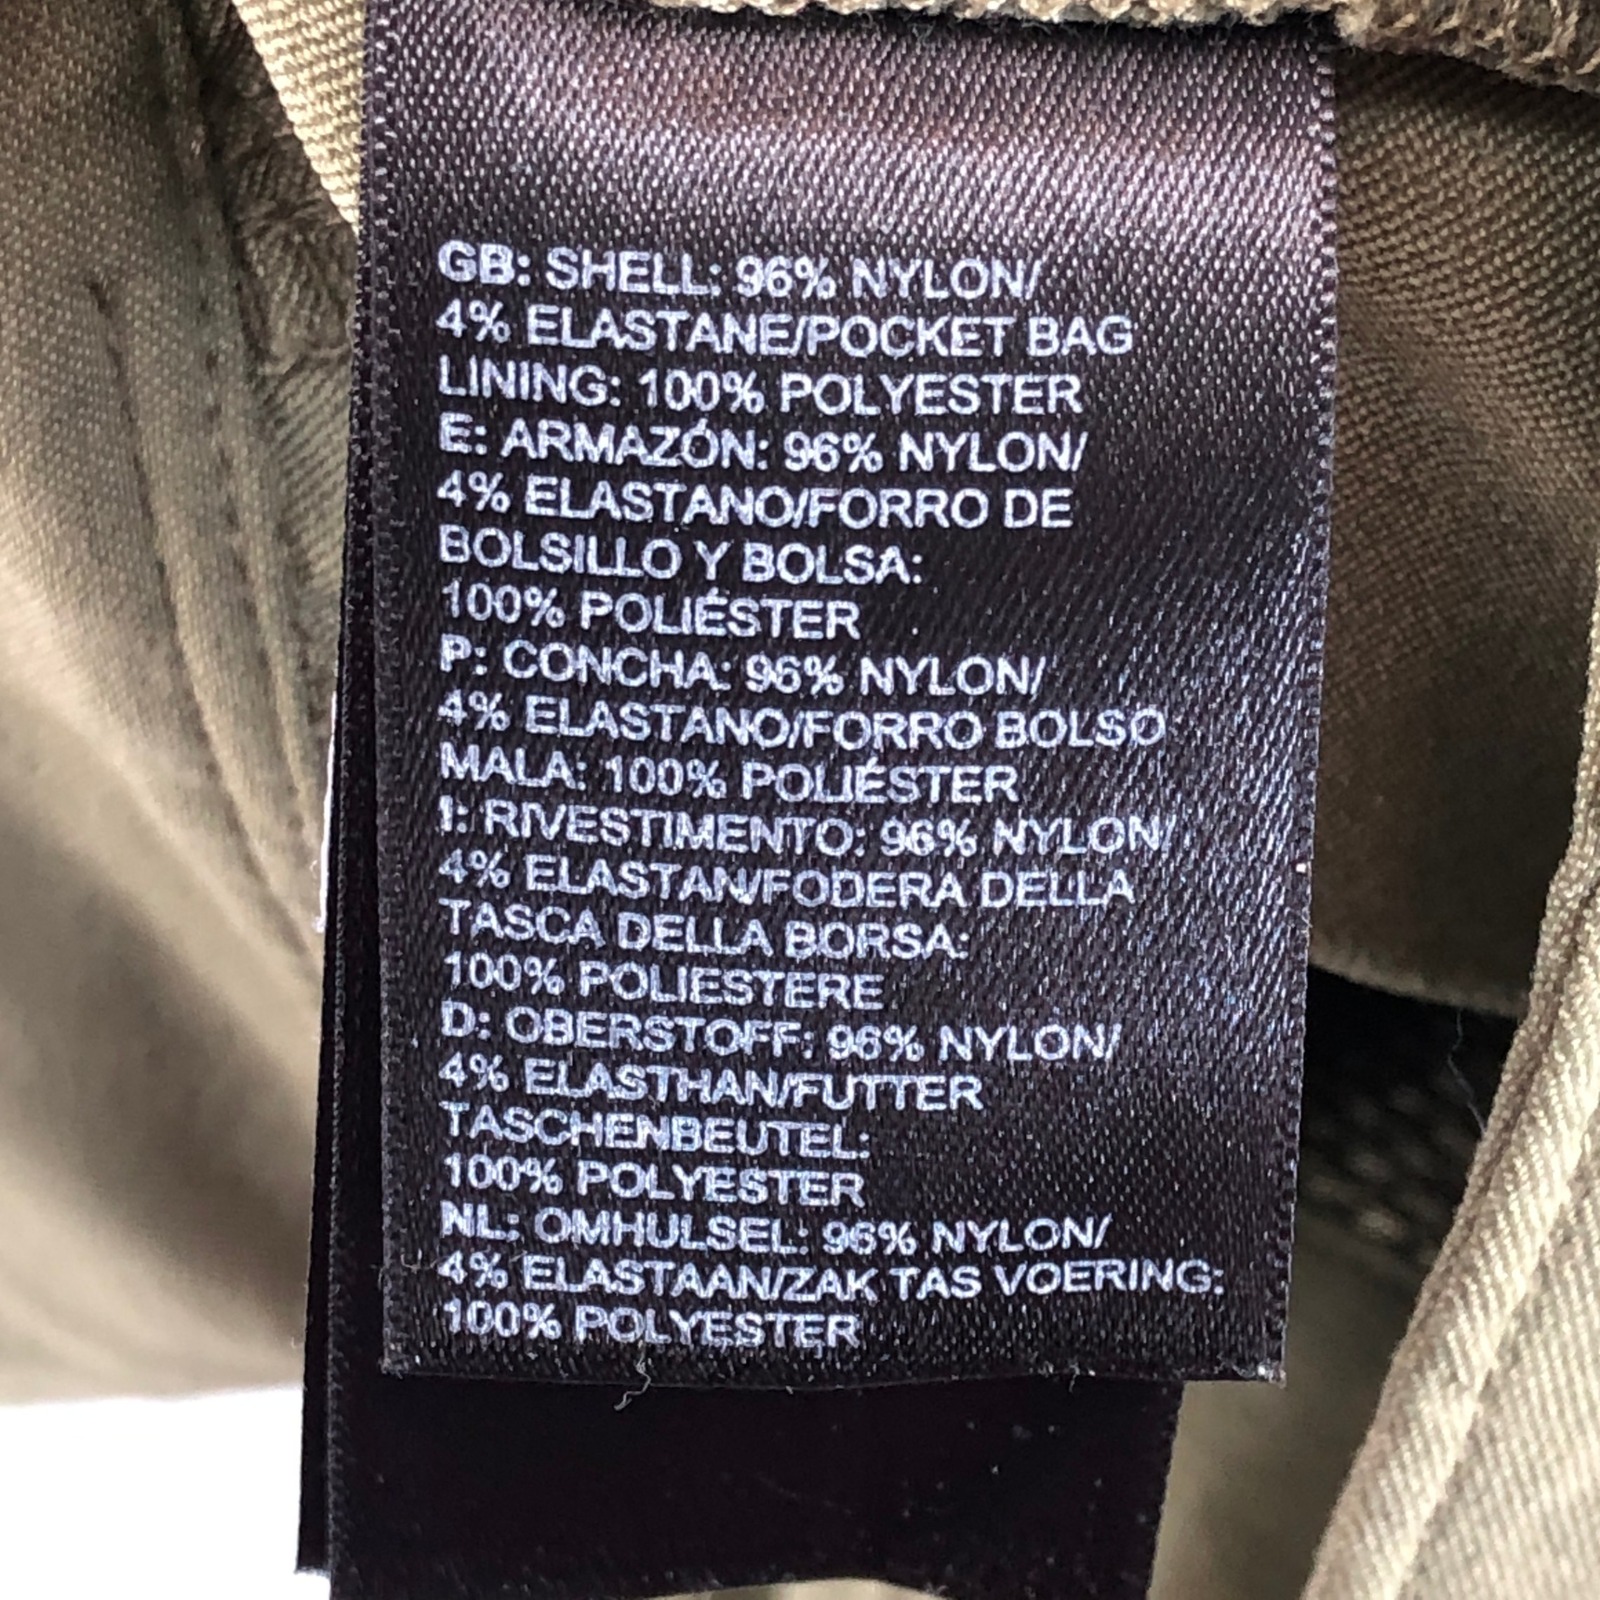 GB: SHELL: 96% NYLON/
4% ELASTANE/POCKET BAG
LINING: 100% POLYESTER
E: ARMAZÓN: 96% NYLON/
4% ELASTANO/FORRO DE
BOLSILLO Y BOLSA:
100% POLIÉSTER
P: CONCHA: 96% NYLON/
4% ELASTANO/FORRO BOLSO
MALA: 100% POLIÉSTER
I: RIVESTIMENTO: 96% NYLON/
4% ELASTAN/FODERA DELLA
TASCA DELLA BORSA:
100% POLIESTERE
D: OBERSTOFF: 96% NYLON/
4% ELASTHAN/FUTTER
TASCHENBEUTEL:
100% POLYESTER
NL: OMHULSEL: 96% NYLON/
4% ELASTAAN/ZAK TAS VOERING:
100% POLYESTER